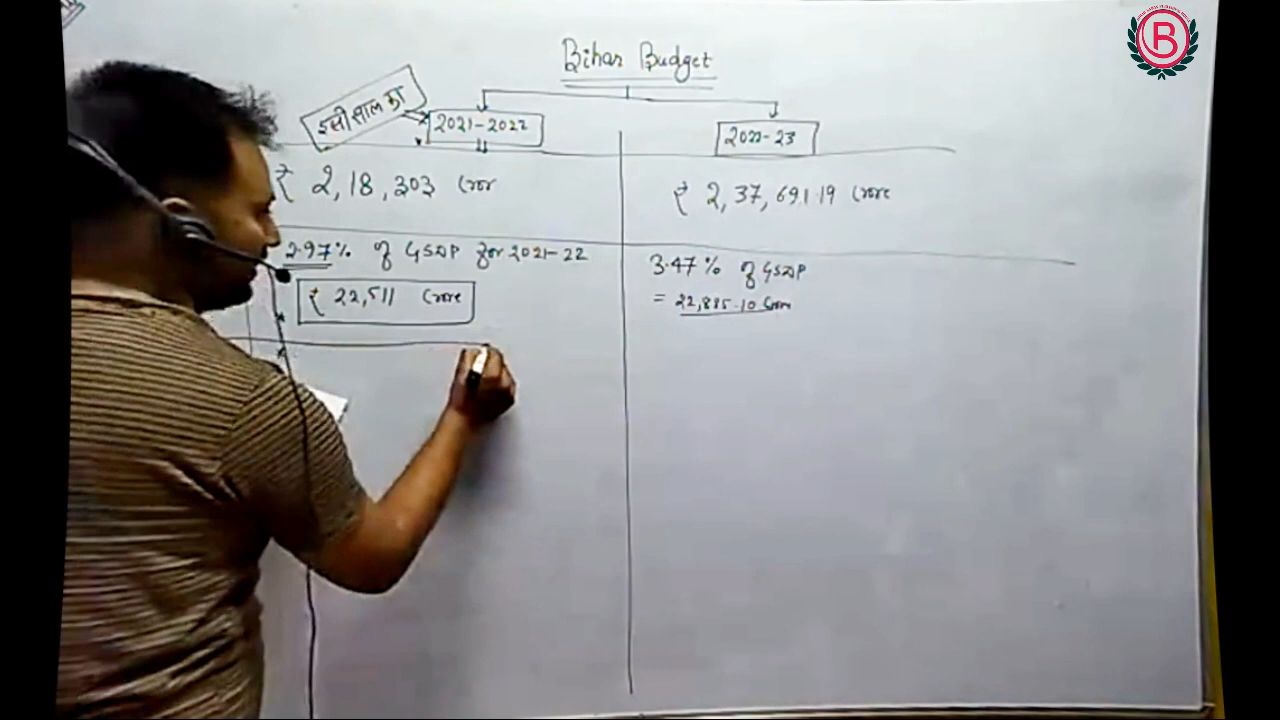 Bihar Budget
इसी साल का
2021-2022
2022-23
₹ 2,18,303 Cror
₹ 2,37,691.19 Crore
2.97% of GSDP for 2021-22
3.47% of GSDP
₹ 22,511 Crore
= 22,885.10 Crore